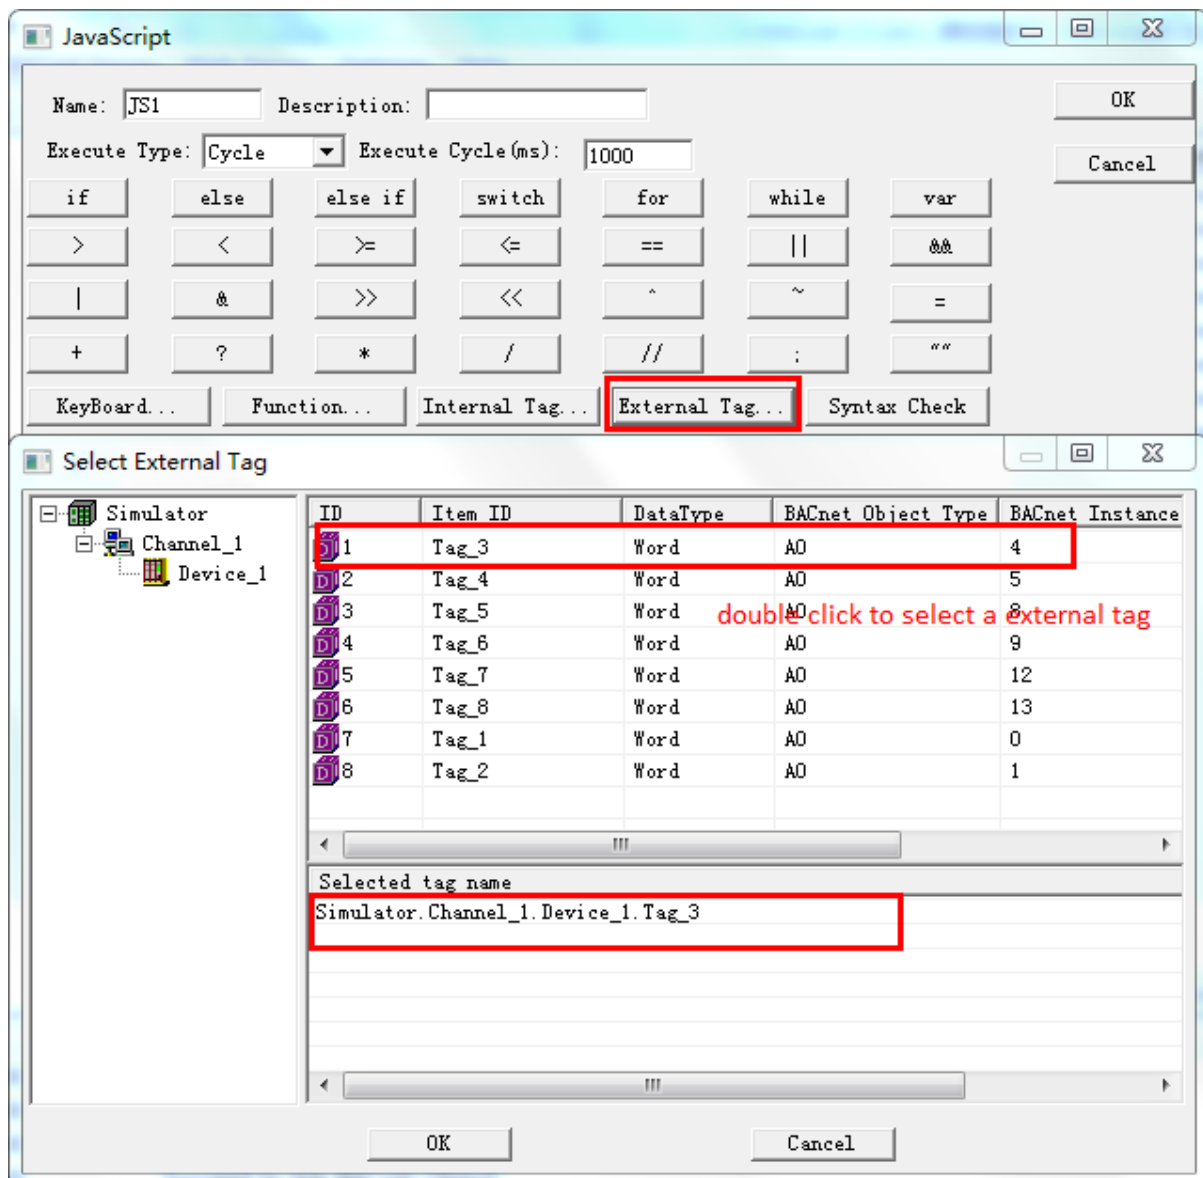 JavaScript
Name: JS1 Description:
OK
Execute Type: Cycle Execute Cycle(ms): 1000
Cancel
if else else if switch for while var
> < >= <= == || &&
| & >> << ^ ~ =
+ ? * / // ; ""
KeyBoard... Function... Internal Tag... External Tag... Syntax Check
Select External Tag
Simulator
Channel_1
Device_1
ID Item ID DataType BACnet Object Type BACnet Instance
1 Tag_3 Word AO 4
2 Tag_4 Word AO 5
3 Tag_5 Word AO 8
double click to select a external tag
4 Tag_6 Word AO 9
5 Tag_7 Word AO 12
6 Tag_8 Word AO 13
7 Tag_1 Word AO 0
8 Tag_2 Word AO 1
Selected tag name
Simulator.Channel_1.Device_1.Tag_3
OK Cancel